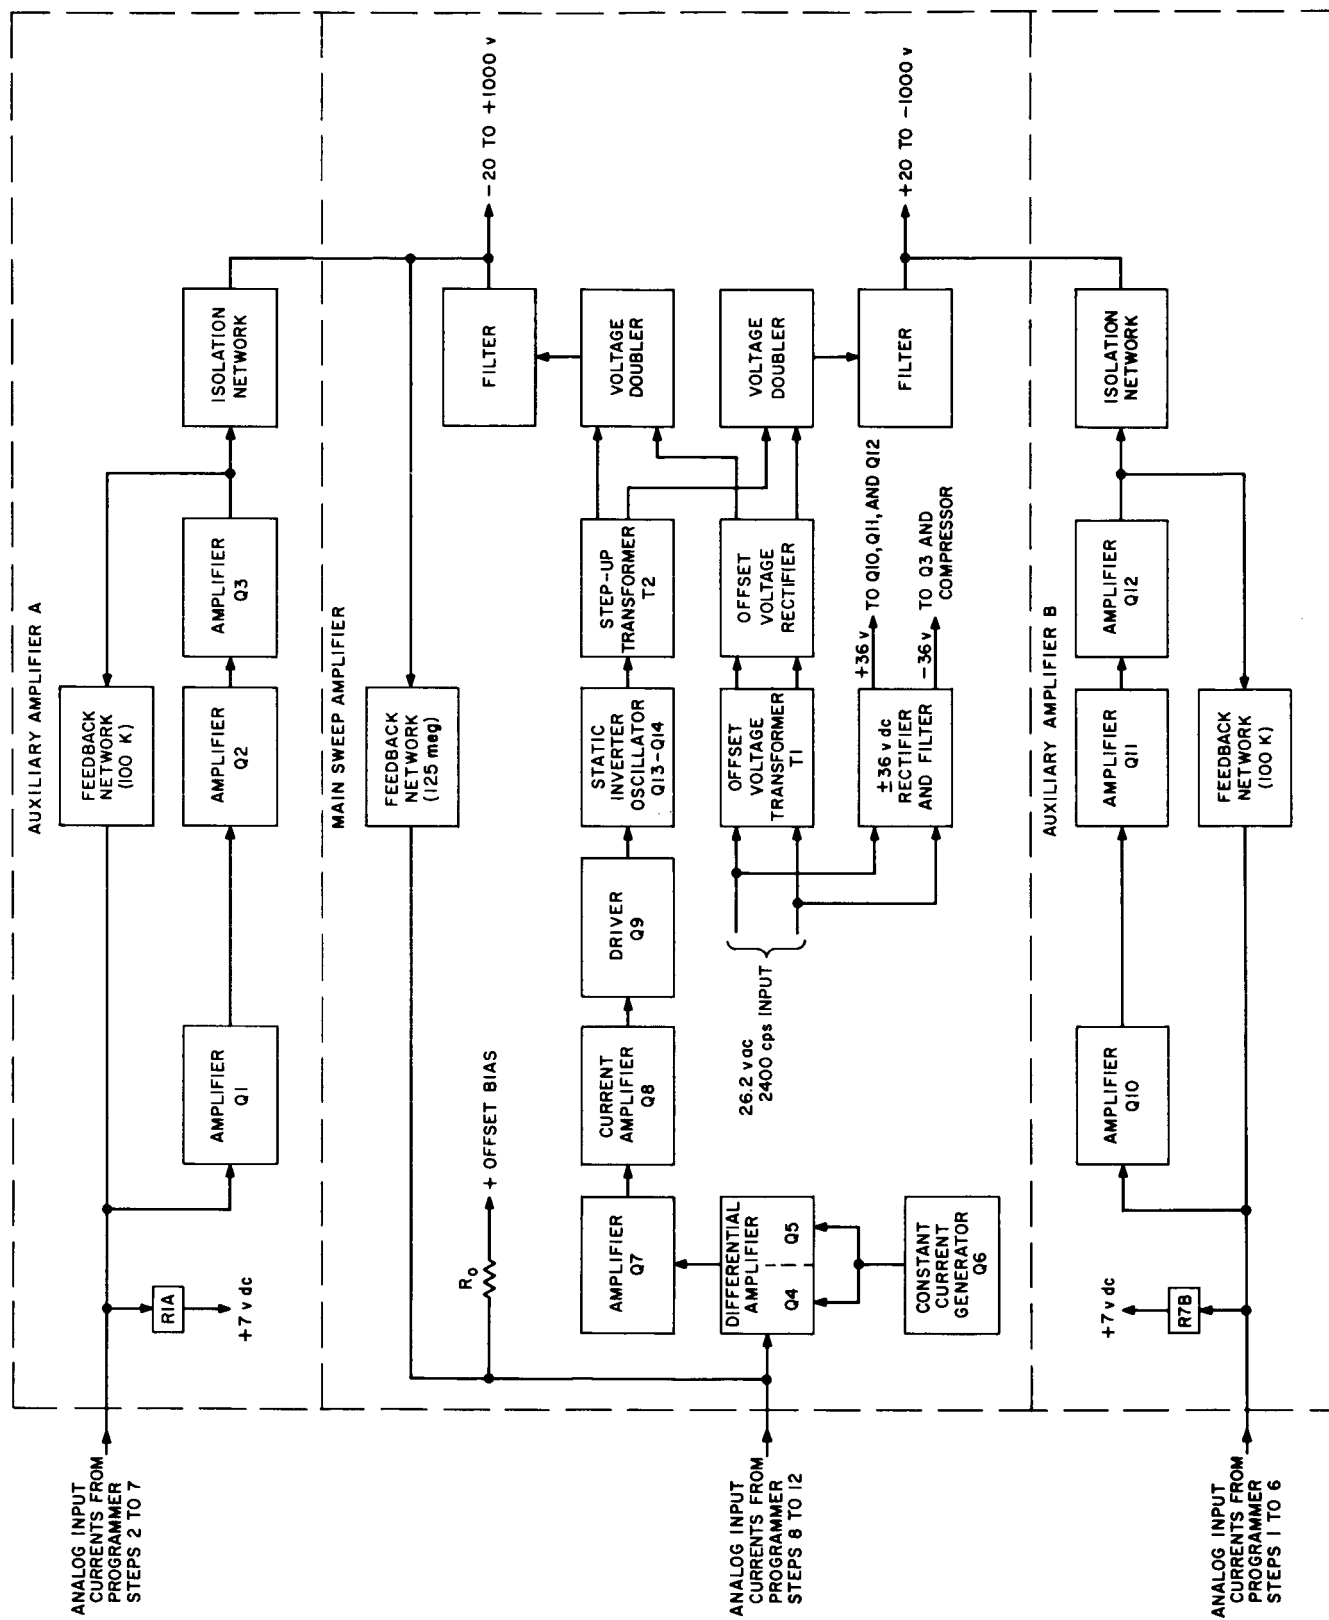 AUXILIARY AMPLIFIER A
ANALOG INPUT
CURRENTS FROM
PROGRAMMER
STEPS 2 TO 7
R1A
+7 v dc
FEEDBACK
NETWORK
(100 K)
AMPLIFIER
Q1
AMPLIFIER
Q2
AMPLIFIER
Q3
ISOLATION
NETWORK
MAIN SWEEP AMPLIFIER
FEEDBACK
NETWORK
(125 meg)
R₀
+ OFFSET BIAS
FILTER
-20 TO +1000 v
AMPLIFIER
Q7
CURRENT
AMPLIFIER
Q8
DRIVER
Q9
STATIC
INVERTER
OSCILLATOR
Q13-Q14
STEP-UP
TRANSFORMER
T2
VOLTAGE
DOUBLER
ANALOG INPUT
CURRENTS FROM
PROGRAMMER
STEPS 8 TO 12
DIFFERENTIAL
AMPLIFIER
Q4 Q5
26.2 vac
2400 cps INPUT
OFFSET
VOLTAGE
TRANSFORMER
T1
OFFSET
VOLTAGE
RECTIFIER
VOLTAGE
DOUBLER
CONSTANT
CURRENT
GENERATOR
Q6
±36 v dc
RECTIFIER
AND FILTER
+36 v
TO Q10, Q11, AND Q12
-36 v
TO Q3 AND
COMPRESSOR
FILTER
+20 TO -1000 v
AUXILIARY AMPLIFIER B
AMPLIFIER
Q10
AMPLIFIER
Q11
AMPLIFIER
Q12
ISOLATION
NETWORK
+7 v dc
R7B
FEEDBACK
NETWORK
(100 K)
ANALOG INPUT
CURRENTS FROM
PROGRAMMER
STEPS 1 TO 6